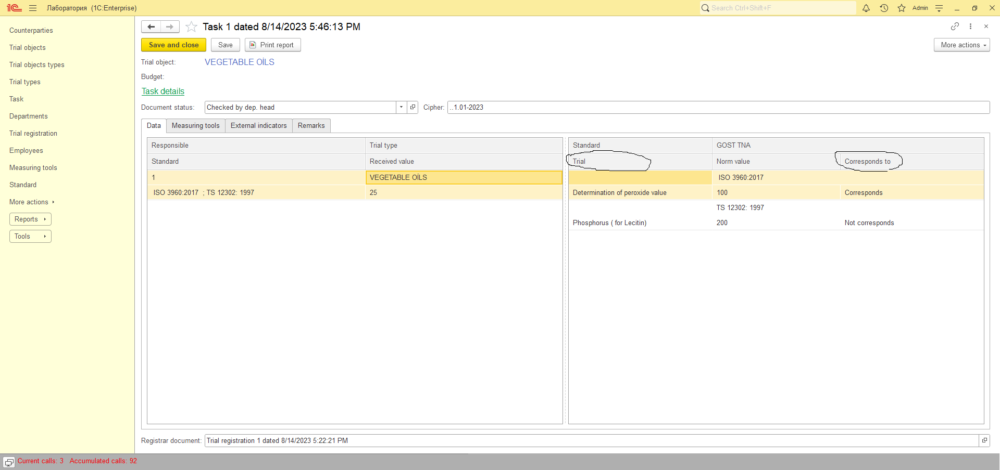 1С Лаборатория (1C:Enterprise) Search Ctrl+Shift+F Admin
Counterparties
Trial objects
Trial objects types
Trial types
Task
Departments
Trial registration
Employees
Measuring tools
Standard
More actions
Reports
Tools
Task 1 dated 8/14/2023 5:46:13 PM
Save and close Save Print report More actions
Trial object: VEGETABLE OİLS
Budget:
Task details
Document status: Checked by dep. head Cipher: ..1.01-2023
Data Measuring tools External indicators Remarks
Responsible Trial type
Standard Received value
1 VEGETABLE OİLS
ISO 3960:2017 ; TS 12302: 1997 25
Standard GOST TNA
Trial Norm value Corresponds to
ISO 3960:2017
Determination of peroxide value 100 Corresponds
TS 12302: 1997
Phosphorus ( for Lecitin) 200 Not corresponds
Registrar document: Trial registration 1 dated 8/14/2023 5:22:21 PM
Current calls: 3 Accumulated calls: 92